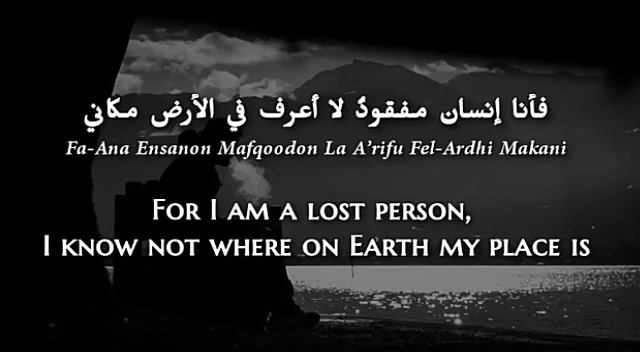 فأنا إنسان مفقودٌ لا أعرف في الأرض مكاني
Fa-Ana Ensanon Mafqoodon La A'rifu Fel-Ardhi Makani
For I am a lost person,
I know not where on Earth my place is